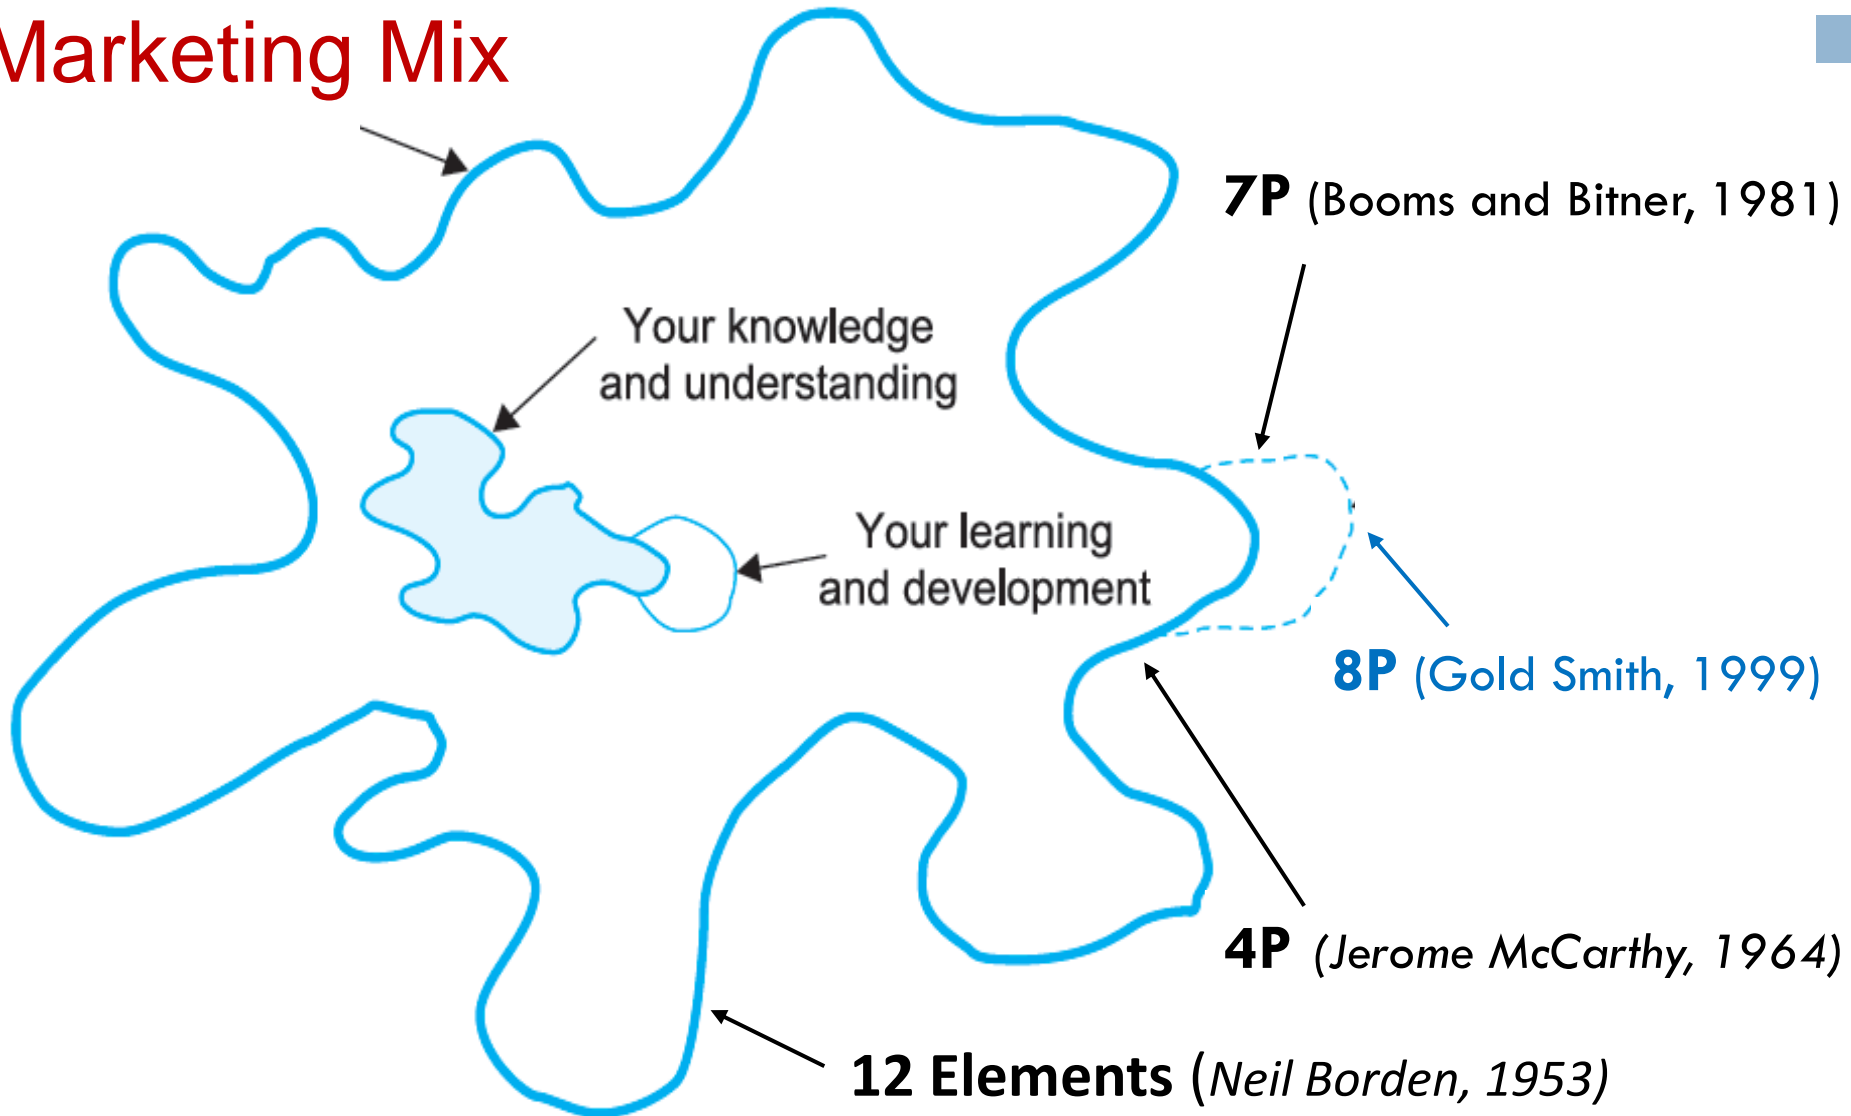 Marketing Mix
7P (Booms and Bitner, 1981)
Your knowledge
and understanding
Your learning
and development
8P (Gold Smith, 1999)
4P (Jerome McCarthy, 1964)
12 Elements (Neil Borden, 1953)